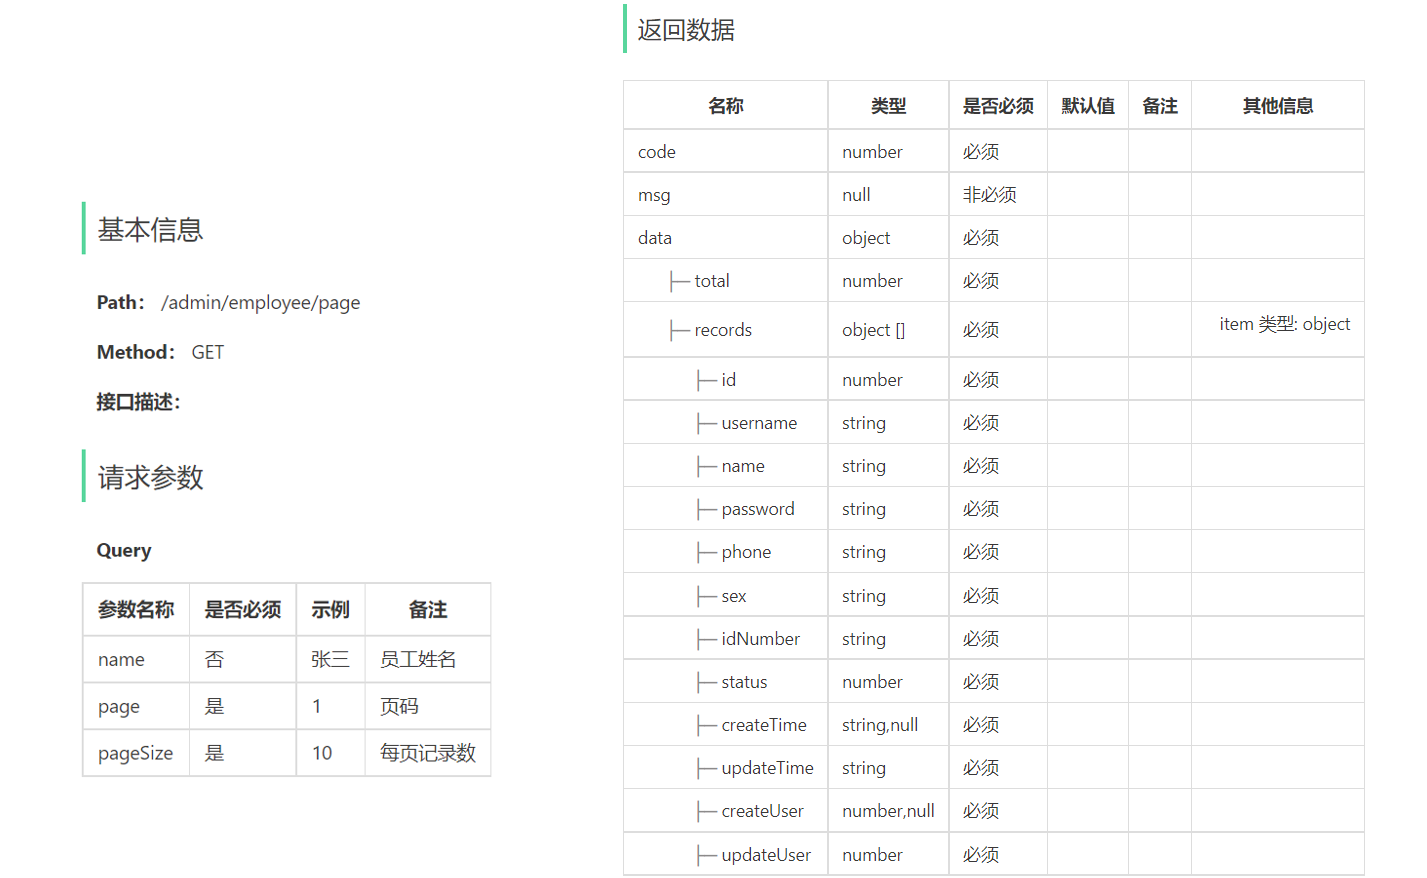 基本信息
Path： /admin/employee/page
Method： GET
接口描述：
请求参数
Query
参数名称 是否必须 示例 备注
name 否 张三 员工姓名
page 是 1 页码
pageSize 是 10 每页记录数
返回数据
名称 类型 是否必须 默认值 备注 其他信息
code number 必须
msg null 非必须
data object 必须
├─ total number 必须
├─ records object [] 必须 item 类型: object
├─ id number 必须
├─ username string 必须
├─ name string 必须
├─ password string 必须
├─ phone string 必须
├─ sex string 必须
├─ idNumber string 必须
├─ status number 必须
├─ createTime string,null 必须
├─ updateTime string 必须
├─ createUser number,null 必须
├─ updateUser number 必须